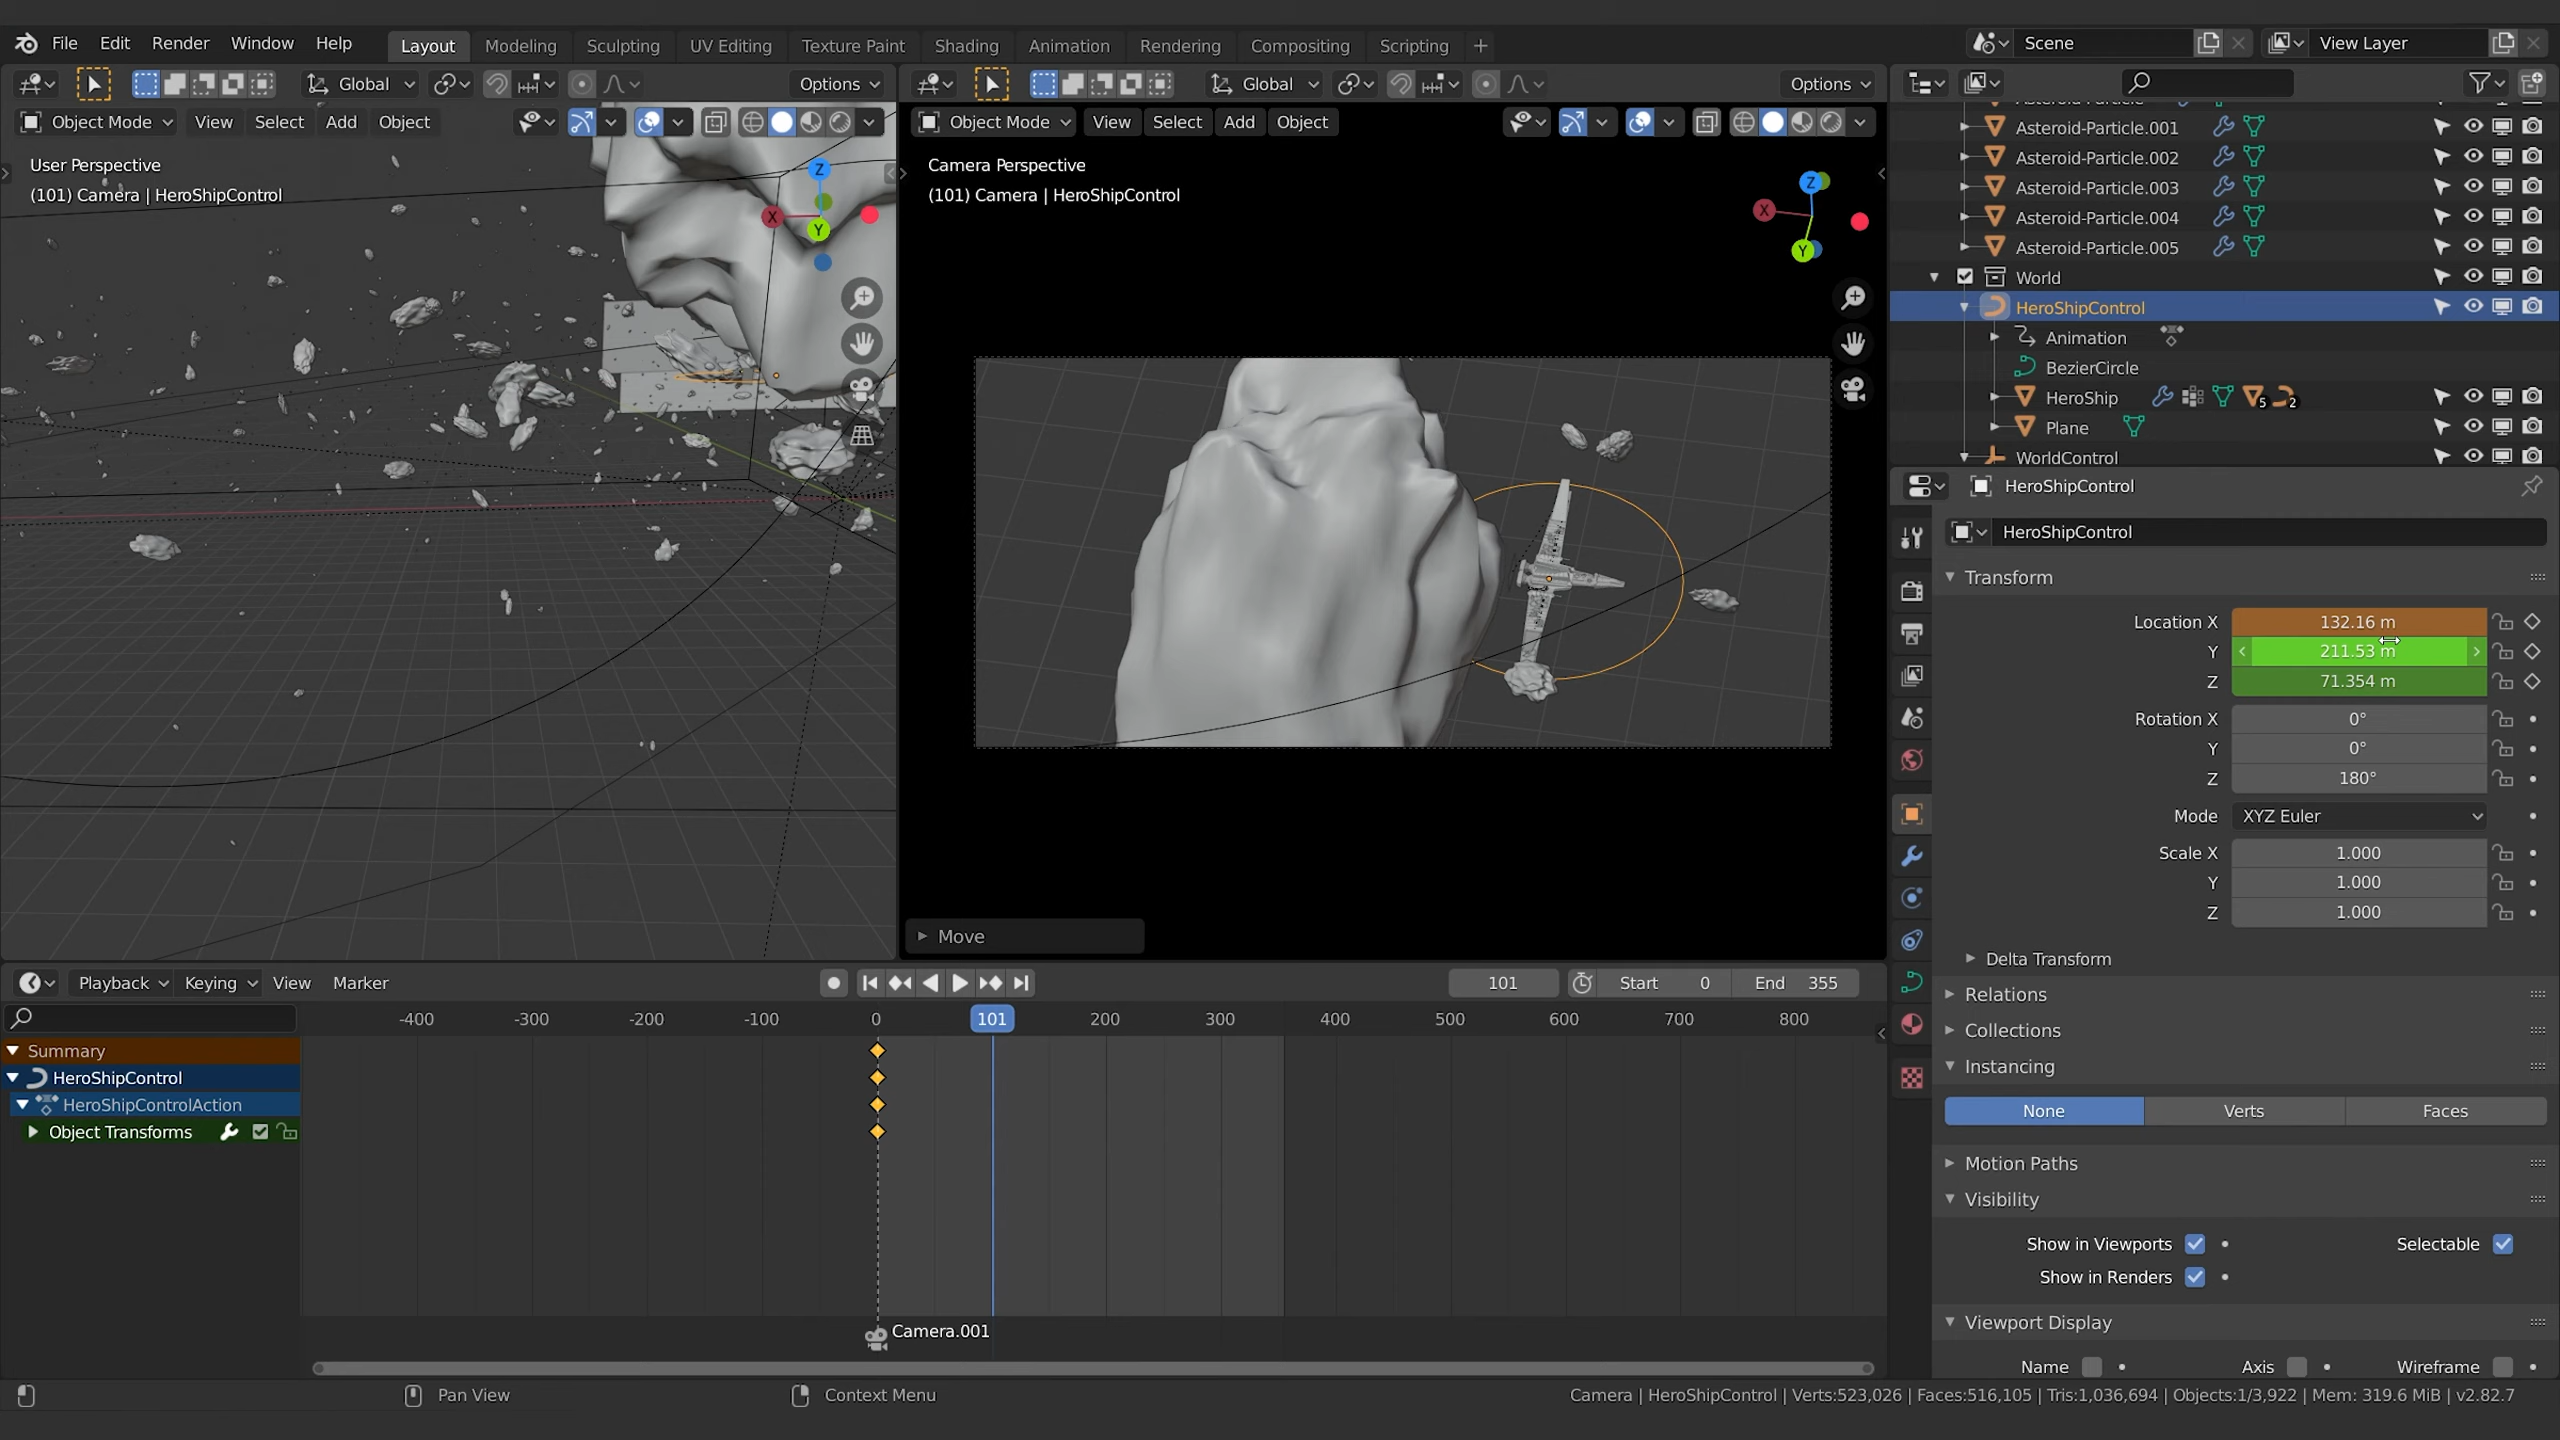 File Edit Render Window Help Layout Modeling Sculpting UV Editing Texture Paint Shading Animation Rendering Compositing Scripting + Scene View Layer
Global Options Global Options
Object Mode View Select Add Object Object Mode View Select Add Object
User Perspective
(101) Camera | HeroShipControl
Z
X
Y
Camera Perspective
(101) Camera | HeroShipControl
Z
X
Y
Move
Asteroid-Particle
Asteroid-Particle.001
Asteroid-Particle.002
Asteroid-Particle.003
Asteroid-Particle.004
Asteroid-Particle.005
World
HeroShipControl
Animation
BezierCircle
HeroShip 5 2
Plane
WorldControl
HeroShipControl
HeroShipControl
Transform
Location X 132.16 m
Y 211.53 m
Z 71.354 m
Rotation X 0°
Y 0°
Z 180°
Mode XYZ Euler
Scale X 1.000
Y 1.000
Z 1.000
Delta Transform
Relations
Collections
Instancing
None Verts Faces
Motion Paths
Visibility
Show in Viewports Selectable
Show in Renders
Viewport Display
Name Axis Wireframe
Playback Keying View Marker 101 Start 0 End 355
-400 -300 -200 -100 0 101 200 300 400 500 600 700 800
Summary
HeroShipControl
HeroShipControlAction
Object Transforms
Camera.001
Pan View Context Menu Camera | HeroShipControl | Verts:523,026 | Faces:516,105 | Tris:1,036,694 | Objects:1/3,922 | Mem: 319.6 MiB | v2.82.7